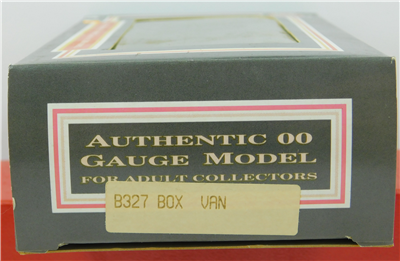 AUTHENTIC 00
GAUGE MODEL
FOR ADULT COLLECTORS
B327 BOX VAN